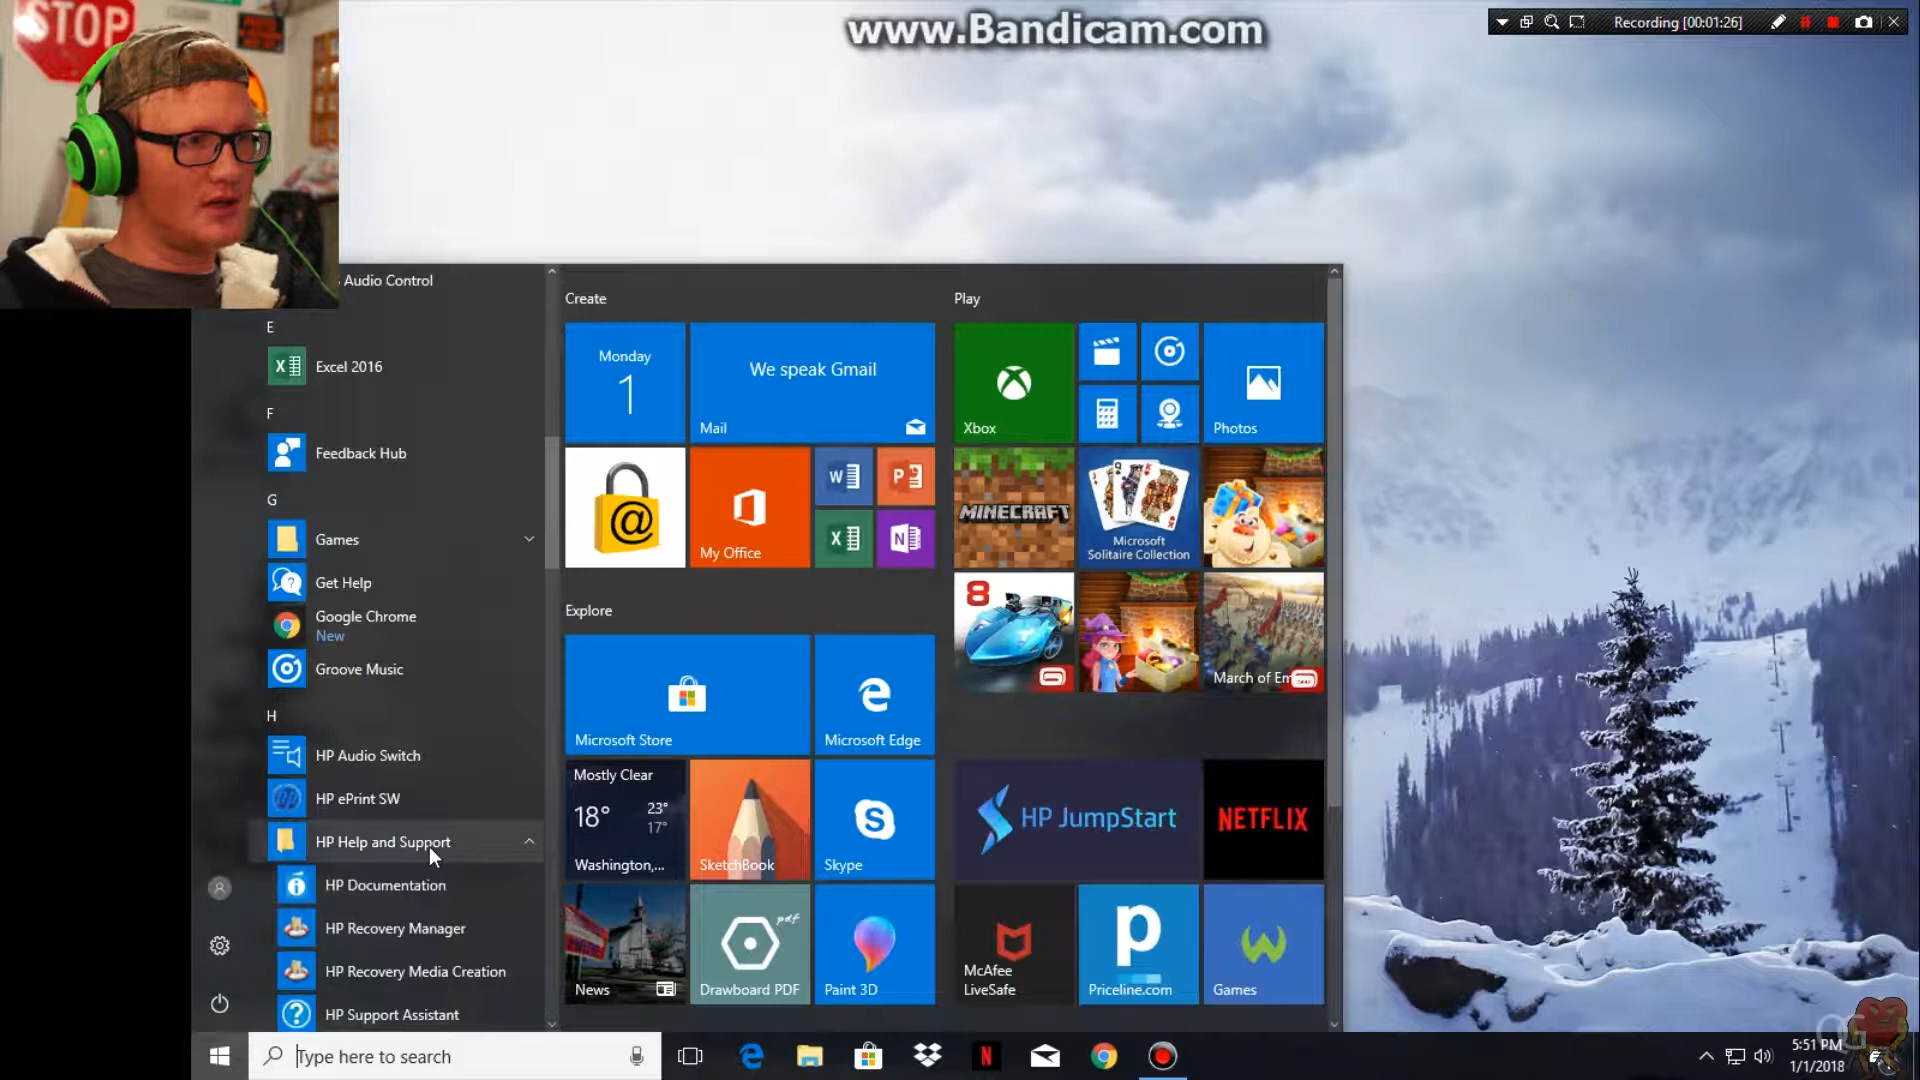 STOP
www.Bandicam.com
Recording [00:01:26]
Audio Control
E
Excel 2016
F
Feedback Hub
G
Games
Get Help
Google Chrome
New
Groove Music
H
HP Audio Switch
HP ePrint SW
HP Help and Support
HP Documentation
HP Recovery Manager
HP Recovery Media Creation
HP Support Assistant
Create
Monday
1
We speak Gmail
Mail
My Office
Explore
Microsoft Store
Microsoft Edge
Mostly Clear
18°
23°
17°
Washington,...
SketchBook
Skype
News
Drawboard PDF
Paint 3D
Play
Xbox
Photos
MINECRAFT
Microsoft
Solitaire Collection
8
March of Em
HP JumpStart
NETFLIX
McAfee
LiveSafe
Priceline.com
Games
Type here to search
5:51 PM
1/1/2018